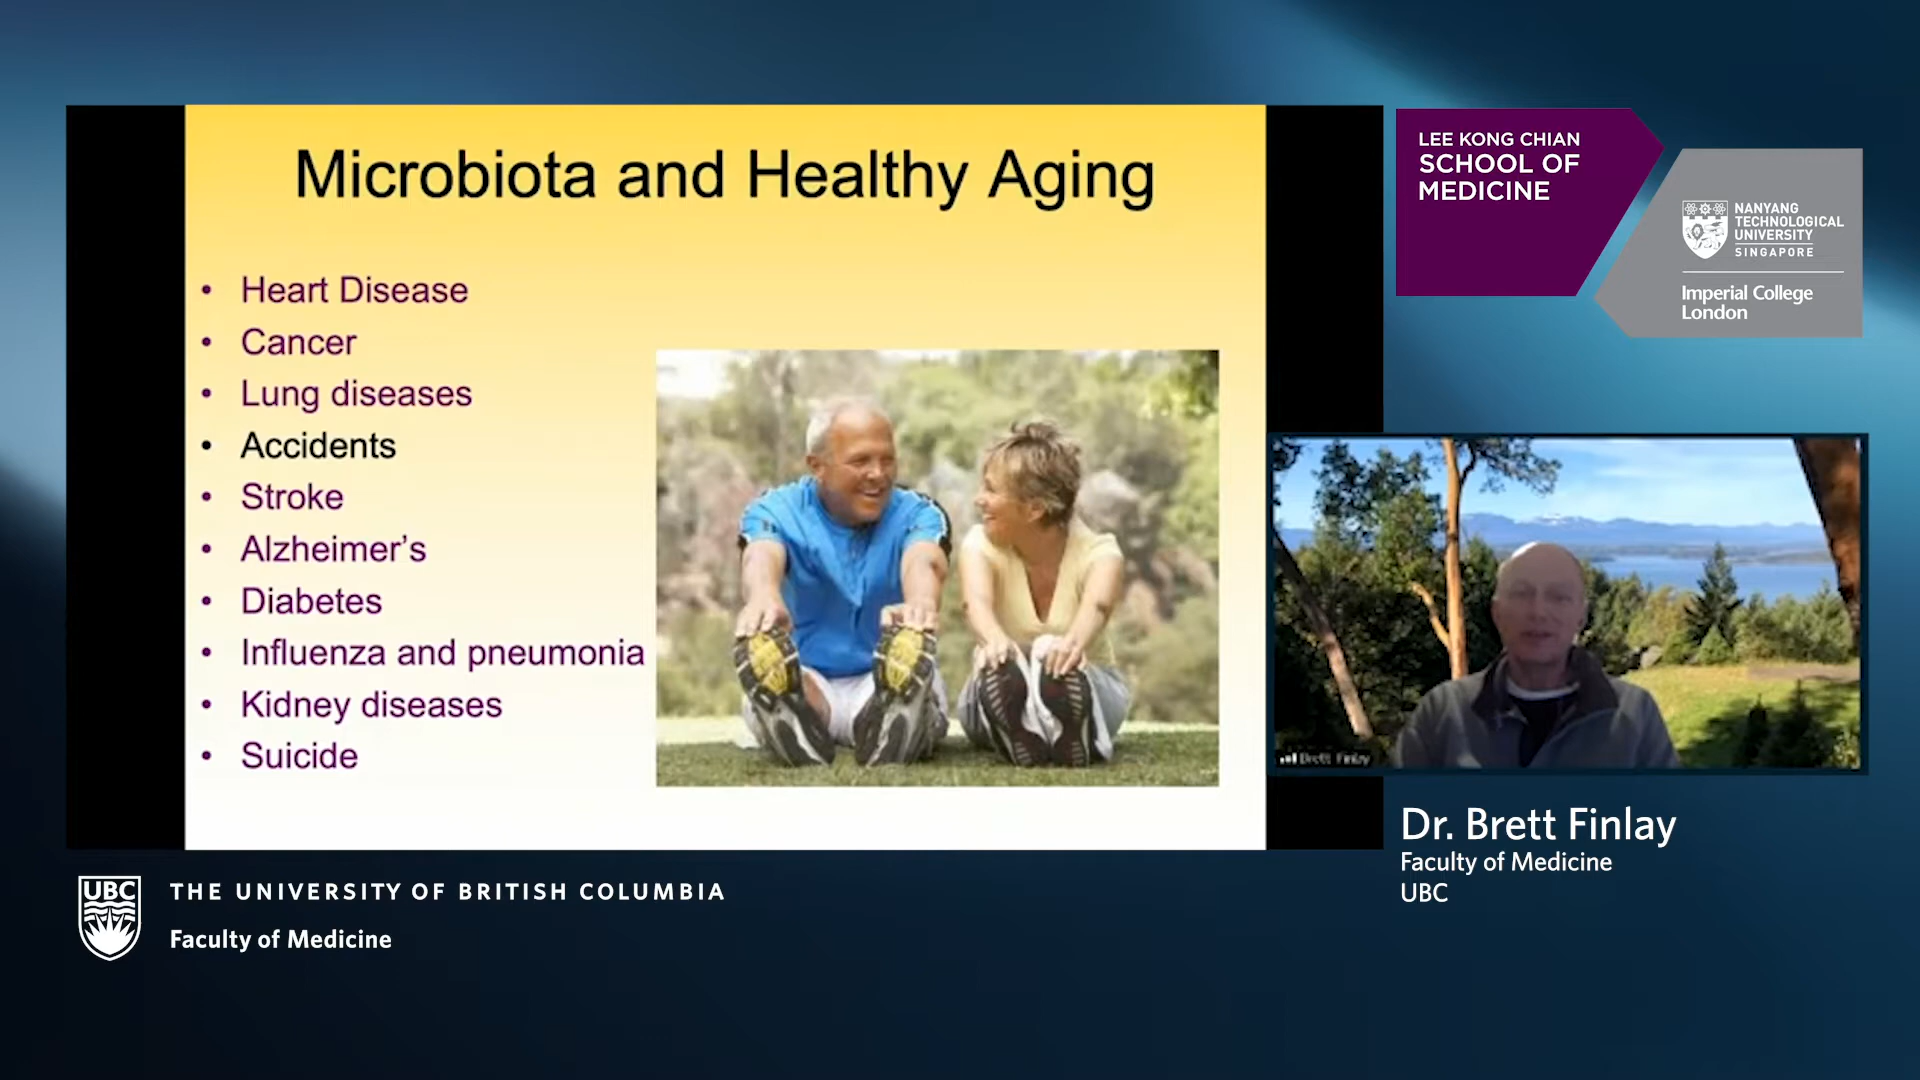 Microbiota and Healthy Aging
• Heart Disease
• Cancer
• Lung diseases
• Accidents
• Stroke
• Alzheimer’s
• Diabetes
• Influenza and pneumonia
• Kidney diseases
• Suicide
LEE KONG CHIAN
SCHOOL OF
MEDICINE
NANYANG
TECHNOLOGICAL
UNIVERSITY
SINGAPORE
Imperial College
London
Brett Finlay
Dr. Brett Finlay
Faculty of Medicine
UBC
UBC
THE UNIVERSITY OF BRITISH COLUMBIA
Faculty of Medicine